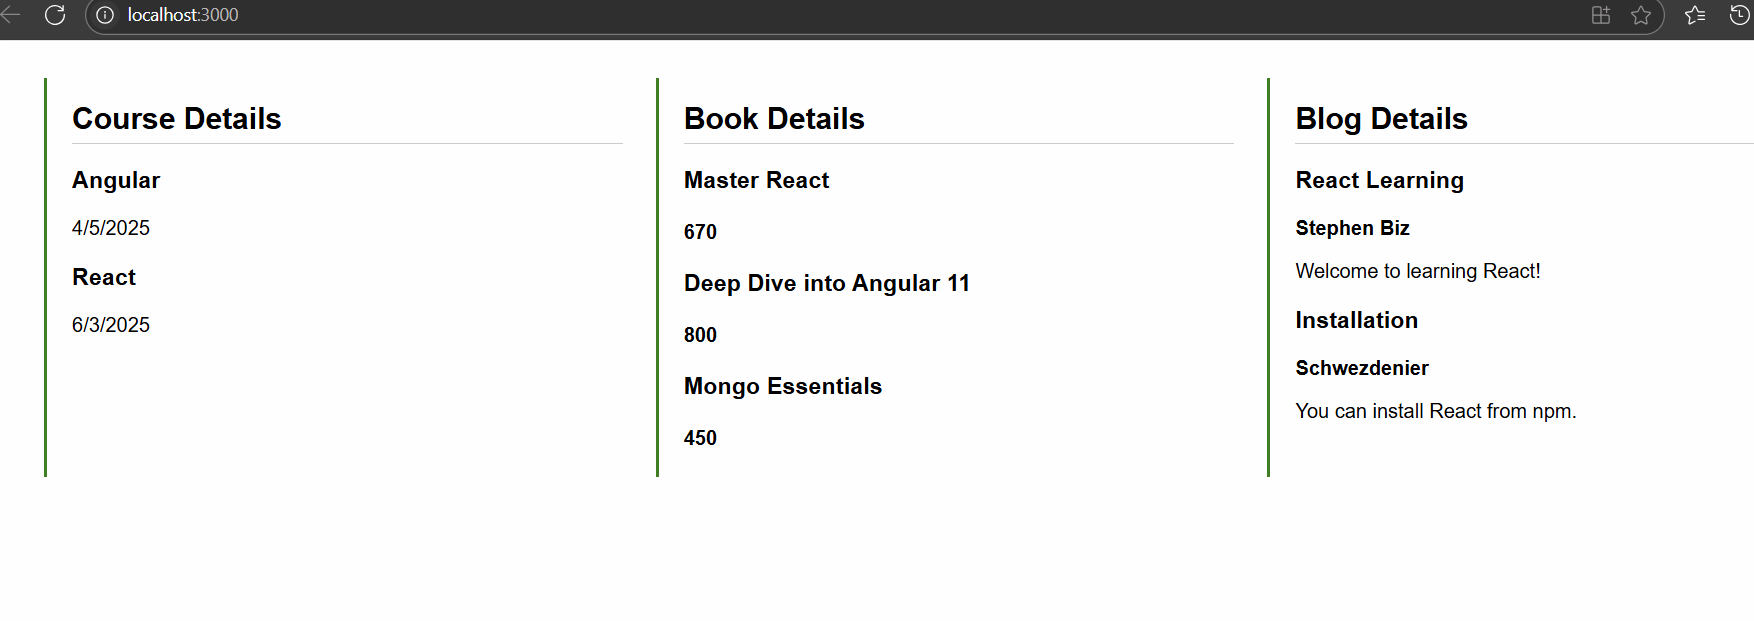 localhost:3000
Course Details
Angular
4/5/2025
React
6/3/2025
Book Details
Master React
670
Deep Dive into Angular 11
800
Mongo Essentials
450
Blog Details
React Learning
Stephen Biz
Welcome to learning React!
Installation
Schwezdenier
You can install React from npm.